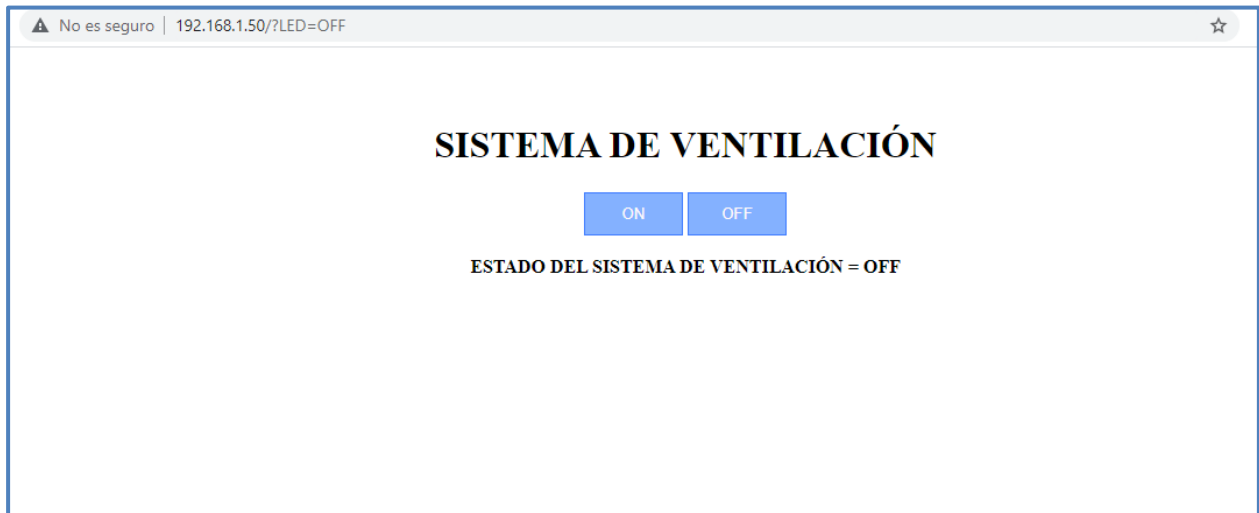 No es seguro | 192.168.1.50/?LED=OFF
SISTEMA DE VENTILACIÓN
ON OFF
ESTADO DEL SISTEMA DE VENTILACIÓN = OFF